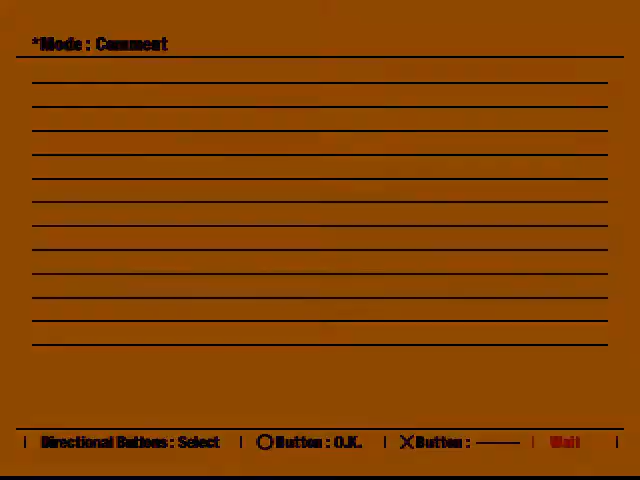 *Mode : Comment
| Directional Buttons : Select | ◯Button : O.K. | ✕Button : —— | Wait |